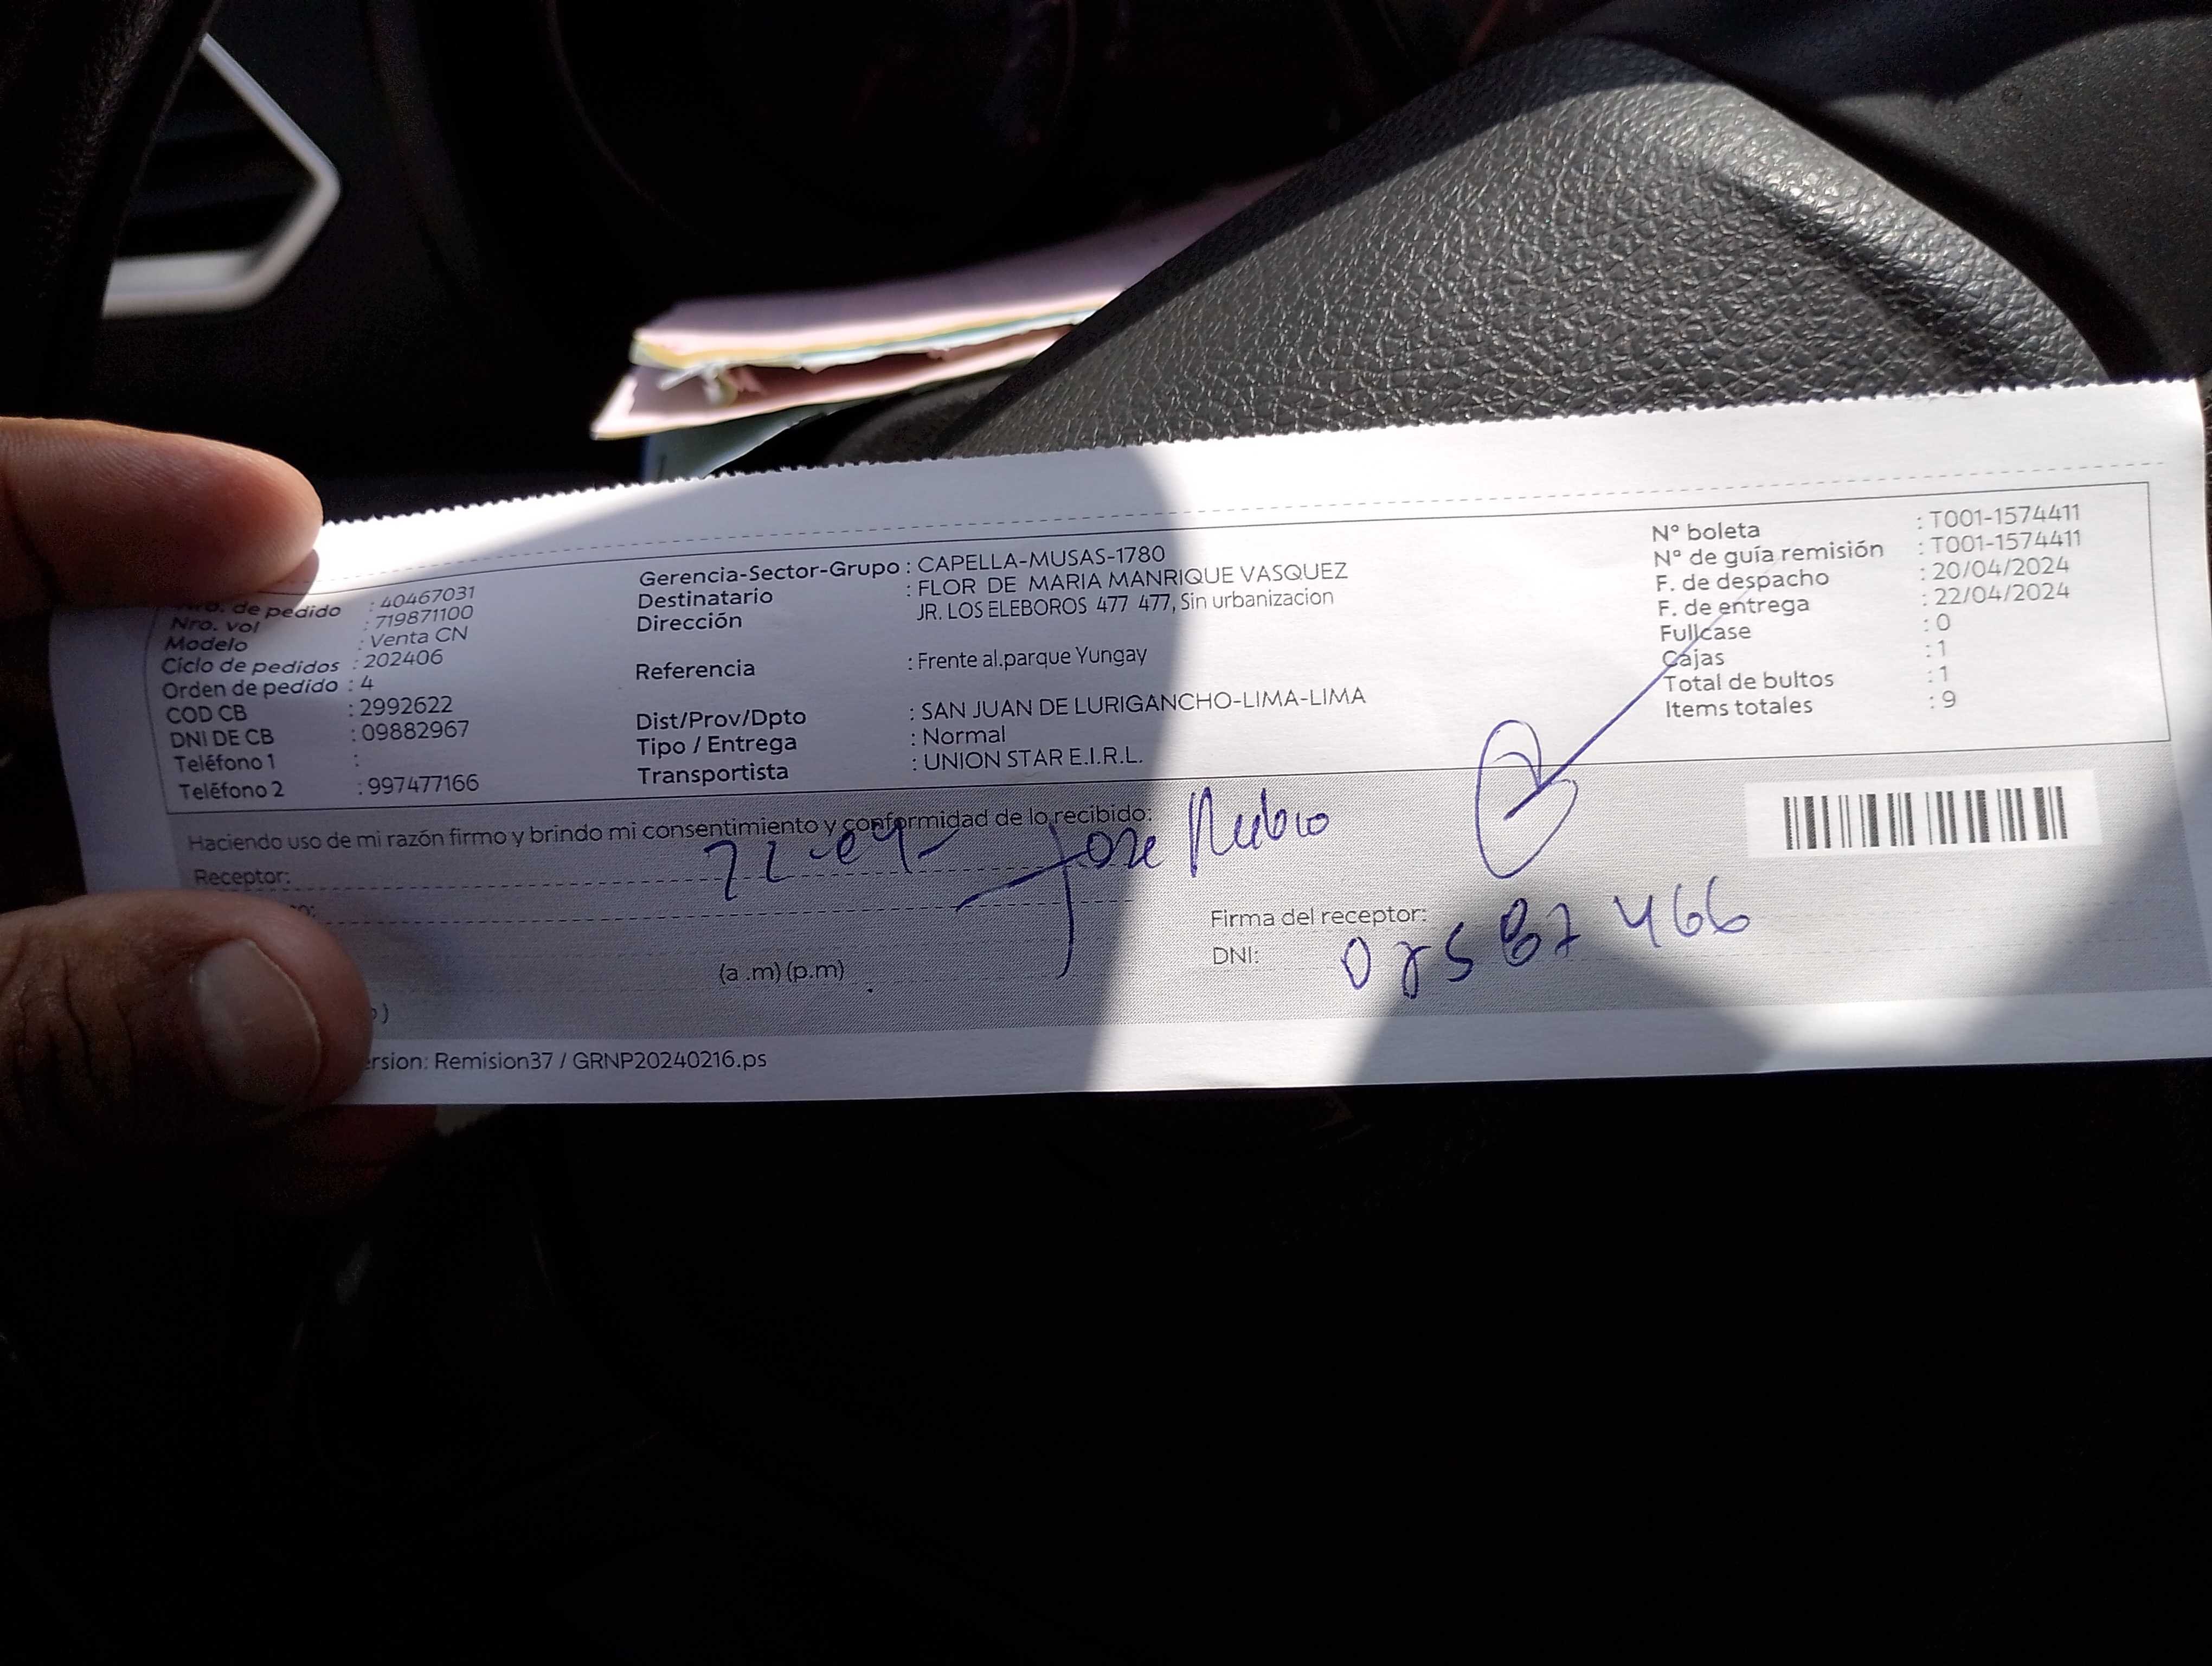 Nro. de pedido : 40467031
Nro. vol : 719871100
Modelo : Venta CN
Ciclo de pedidos : 202406
Orden de pedido : 4
COD CB : 2992622
DNI DE CB : 09882967
Teléfono 1 :
Teléfono 2 : 997477166
Gerencia-Sector-Grupo : CAPELLA-MUSAS-1780
Destinatario : FLOR DE MARIA MANRIQUE VASQUEZ
Dirección JR. LOS ELEBOROS 477 477, Sin urbanizacion
Referencia : Frente al.parque Yungay
Dist/Prov/Dpto : SAN JUAN DE LURIGANCHO-LIMA-LIMA
Tipo / Entrega : Normal
Transportista : UNION STAR E.I.R.L.
N° boleta : T001-1574411
N° de guía remisión : T001-1574411
F. de despacho : 20/04/2024
F. de entrega : 22/04/2024
Fullcase : 0
Cajas : 1
Total de bultos : 1
Items totales : 9
Haciendo uso de mi razón firmo y brindo mi consentimiento y conformidad de lo recibido:
Receptor: Jose Rubio
Firma del receptor:
DNI:
(a .m) (p.m)
ersion: Remision37 / GRNP20240216.ps